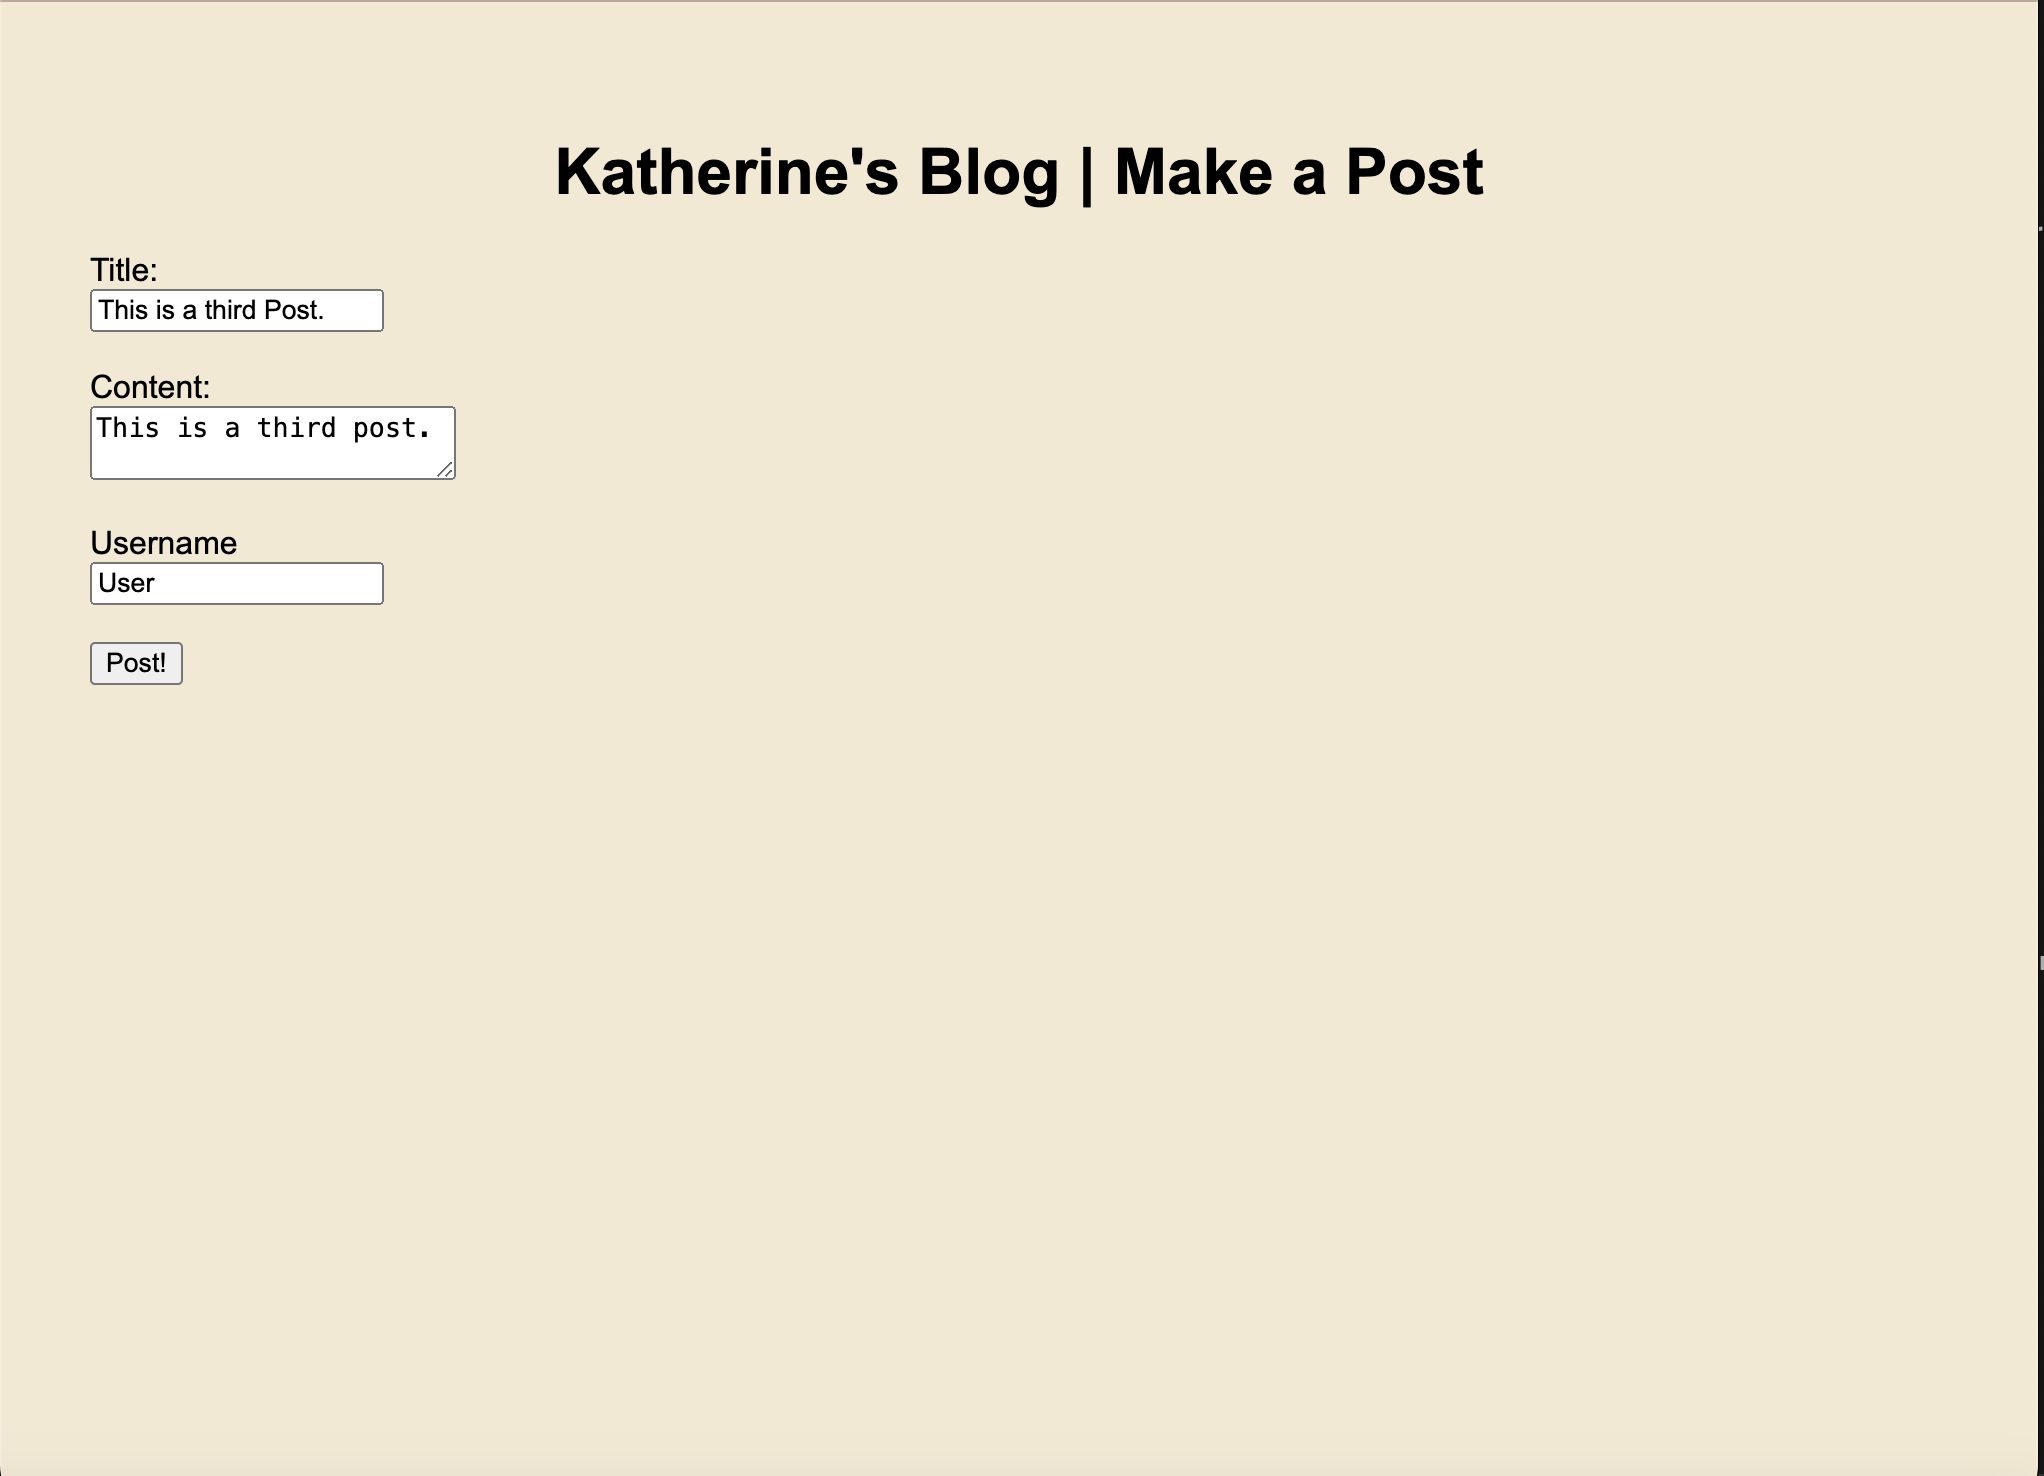 Katherine's Blog | Make a Post
Title:
This is a third Post.
Content:
This is a third post.
Username
User
Post!